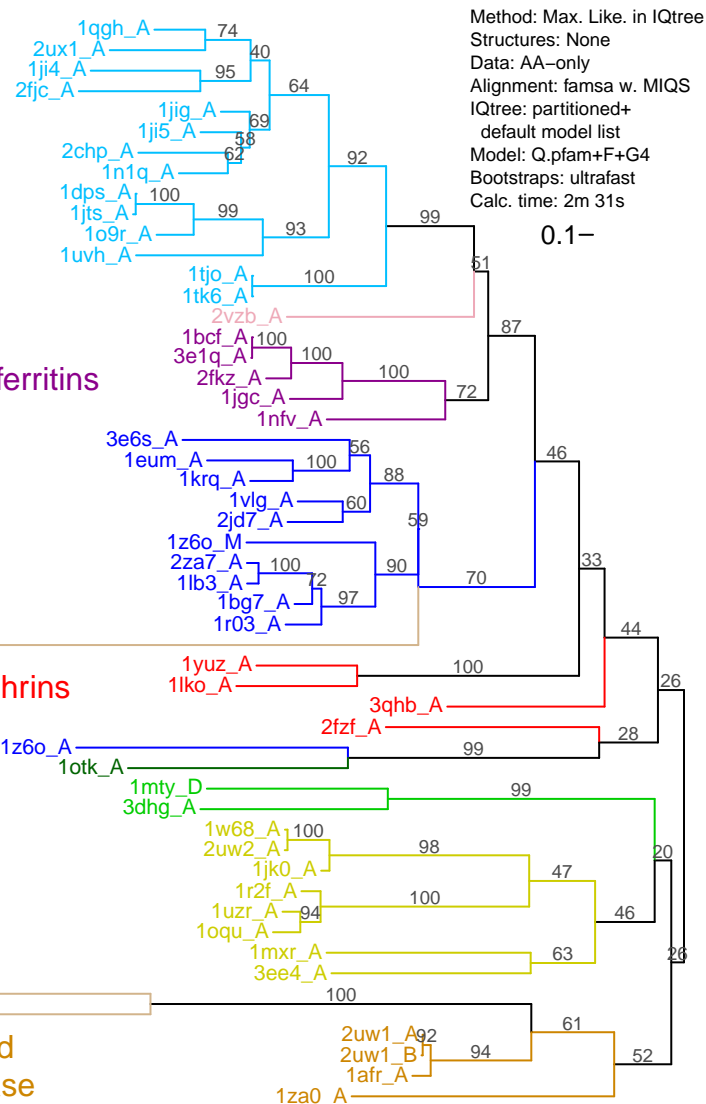 Method: Max. Like. in IQtree
Structures: None
Data: AA−only
Alignment: famsa w. MIQS
IQtree: partitioned+
default model list
Model: Q.pfam+F+G4
Bootstraps: ultrafast
Calc. time: 2m 31s
0.1
1qgh_A
74
2ux1_A
40
1ji4_A
95
2fjc_A
64
1jig_A
69
1ji5_A
58
2chp_A
62
1n1q_A
92
1dps_A
100
1jts_A
99
1o9r_A
93
1uvh_A
99
1tjo_A
100
1tk6_A
51
2vzb_A
87
1bcf_A
100
3e1q_A
100
2fkz_A
100
ferritins
1jgc_A
72
1nfv_A
3e6s_A
56
46
1eum_A
100
1krq_A
88
1vlg_A
60
2jd7_A
59
1z6o_M
2za7_A
100
90
33
1lb3_A
72
70
1bg7_A
97
1r03_A
44
1yuz_A
100
hrins
1lko_A
26
3qhb_A
2fzf_A
28
1z6o_A
99
1otk_A
1mty_D
99
3dhg_A
1w68_A
100
2uw2_A
98
20
1jk0_A
47
1r2f_A
100
1uzr_A
94
46
1oqu_A
1mxr_A
63
26
3ee4_A
100
2uw1_A
92
61
d
2uw1_B
94
52
1afr_A
se
1za0_A